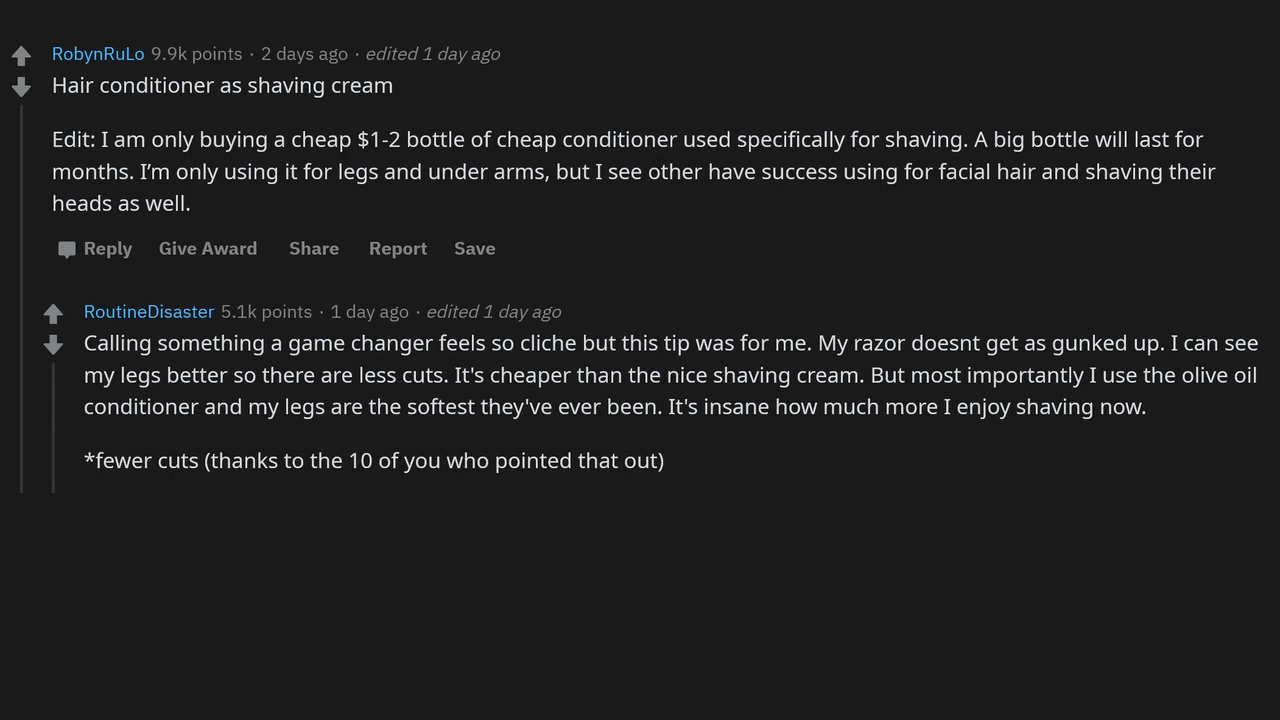 RobynRuLo 9.9k points · 2 days ago · edited 1 day ago
Hair conditioner as shaving cream
Edit: I am only buying a cheap $1-2 bottle of cheap conditioner used specifically for shaving. A big bottle will last for
months. I’m only using it for legs and under arms, but I see other have success using for facial hair and shaving their
heads as well.
Reply Give Award Share Report Save
RoutineDisaster 5.1k points · 1 day ago · edited 1 day ago
Calling something a game changer feels so cliche but this tip was for me. My razor doesnt get as gunked up. I can see
my legs better so there are less cuts. It's cheaper than the nice shaving cream. But most importantly I use the olive oil
conditioner and my legs are the softest they've ever been. It's insane how much more I enjoy shaving now.
*fewer cuts (thanks to the 10 of you who pointed that out)